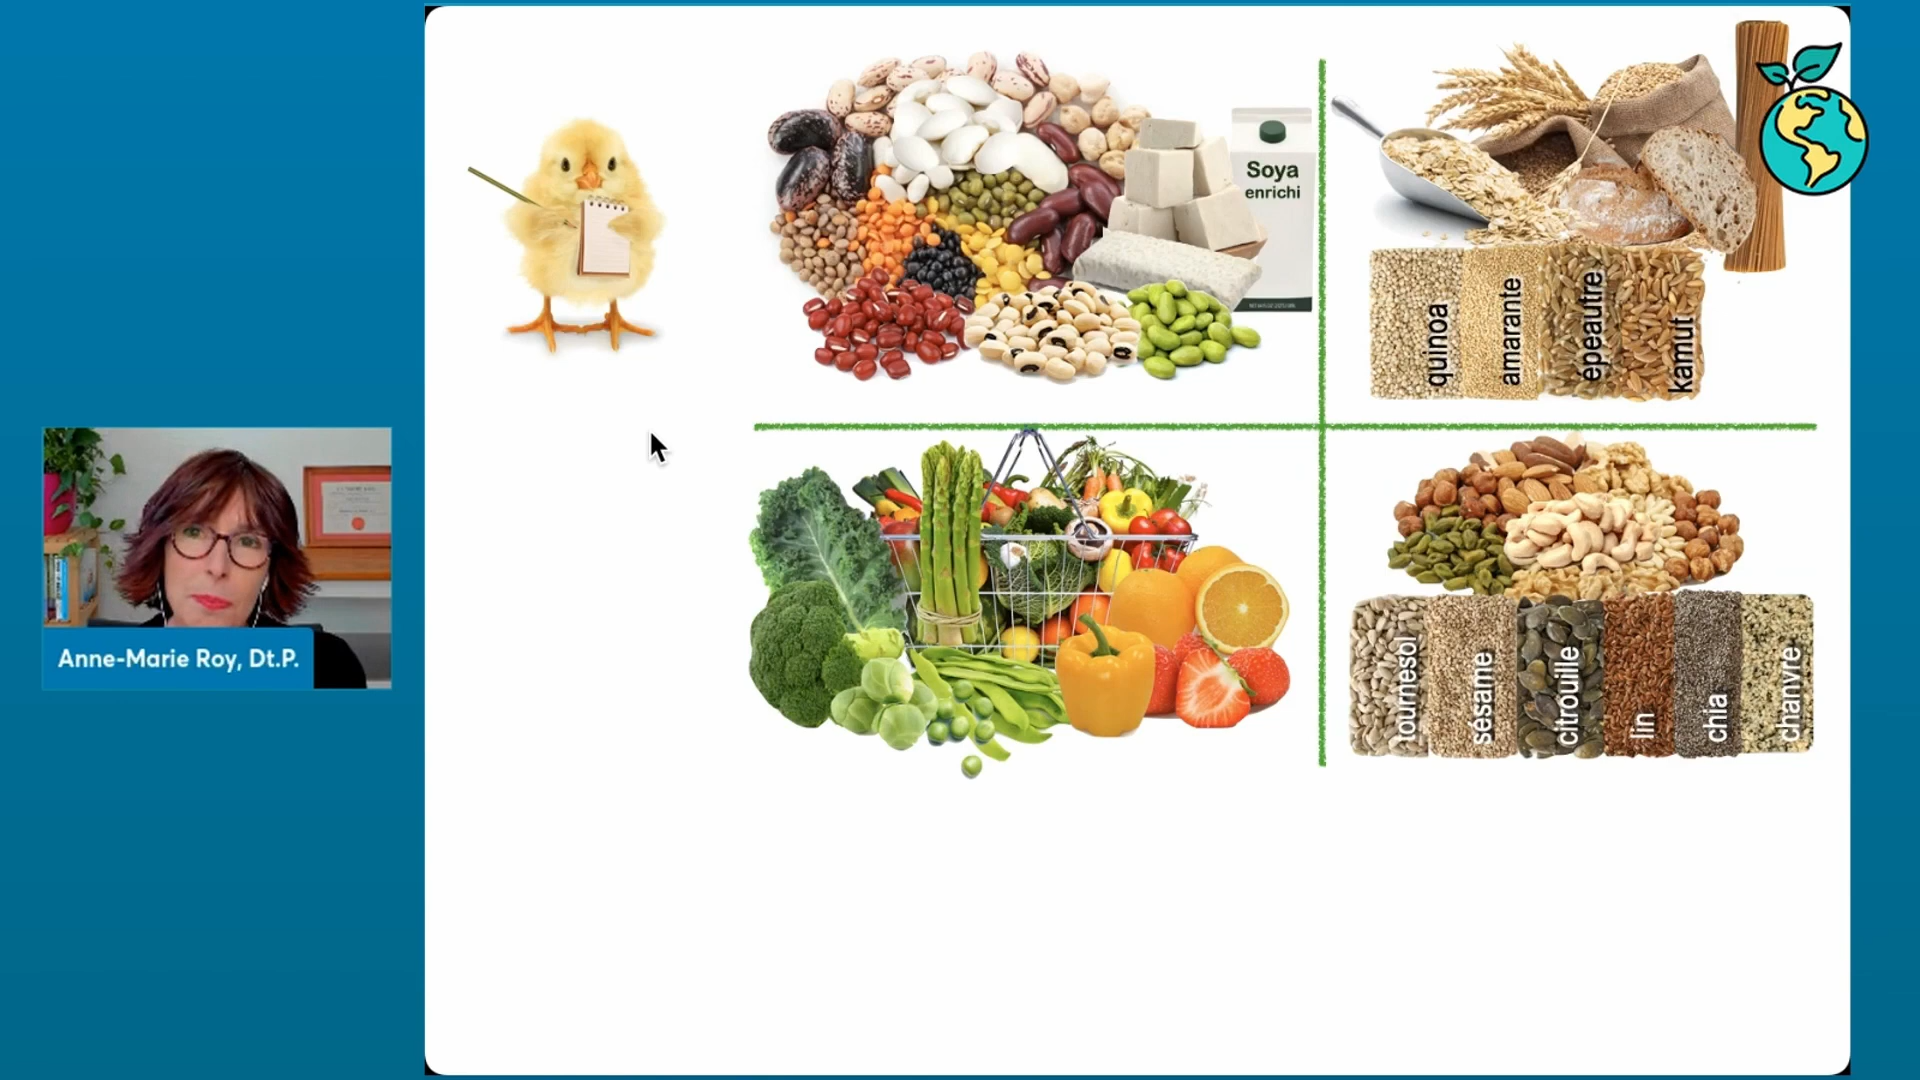 Soya
enrichi
quinoa
amarante
épeautre
kamut
tournesol
sésame
citrouille
lin
chia
chanvre
Anne-Marie Roy, Dt.P.